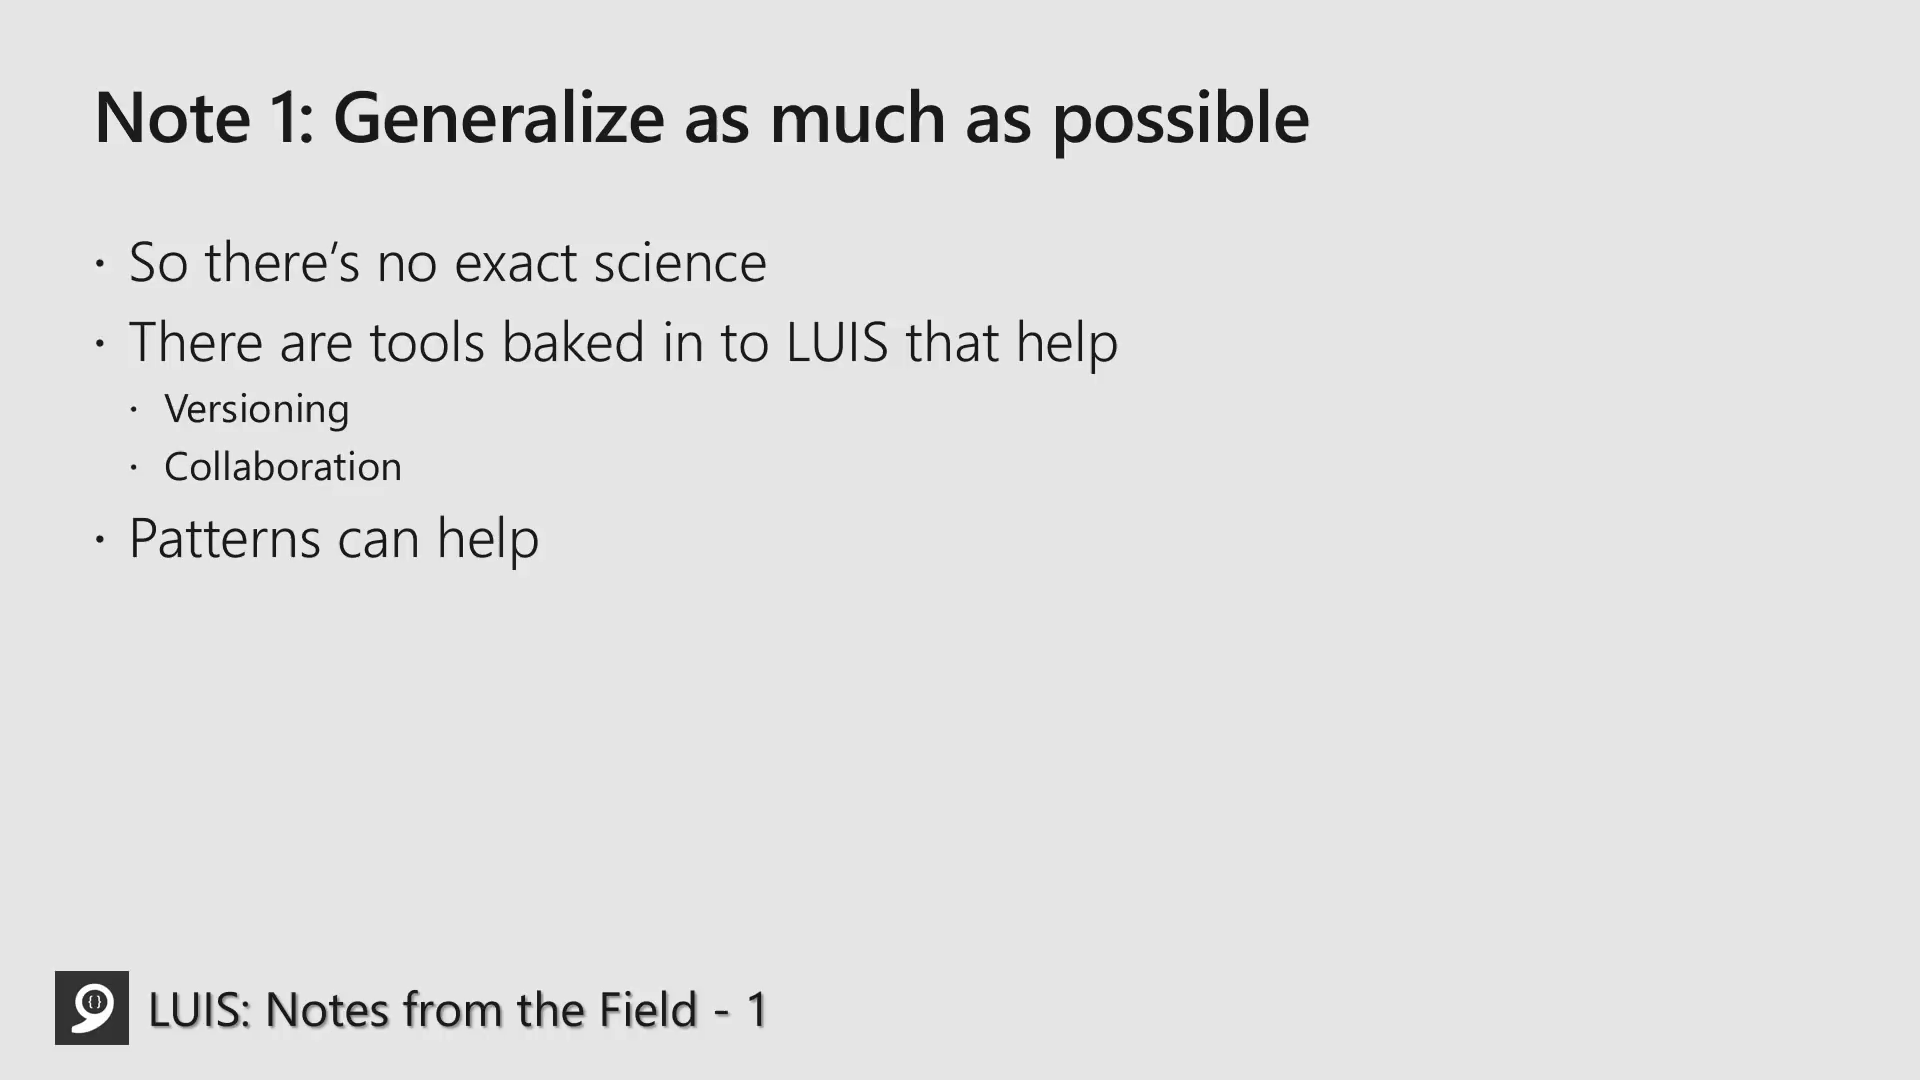 Note 1: Generalize as much as possible
· So there’s no exact science
· There are tools baked in to LUIS that help
· Versioning
· Collaboration
· Patterns can help
{}
LUIS: Notes from the Field - 1